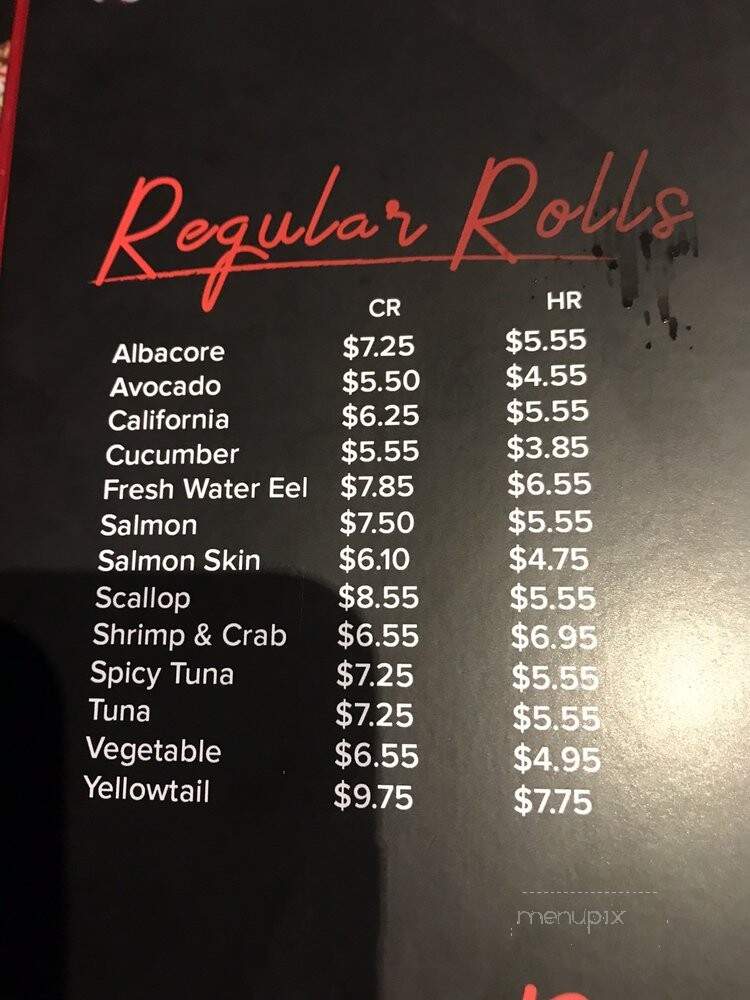 Regular Rolls
CR HR
Albacore $7.25 $5.55
Avocado $5.50 $4.55
California $6.25 $5.55
Cucumber $5.55 $3.85
Fresh Water Eel $7.85 $6.55
Salmon $7.50 $5.55
Salmon Skin $6.10 $4.75
Scallop $8.55 $5.55
Shrimp & Crab $6.55 $6.95
Spicy Tuna $7.25 $5.55
Tuna $7.25 $5.55
Vegetable $6.55 $4.95
Yellowtail $9.75 $7.75
menupix